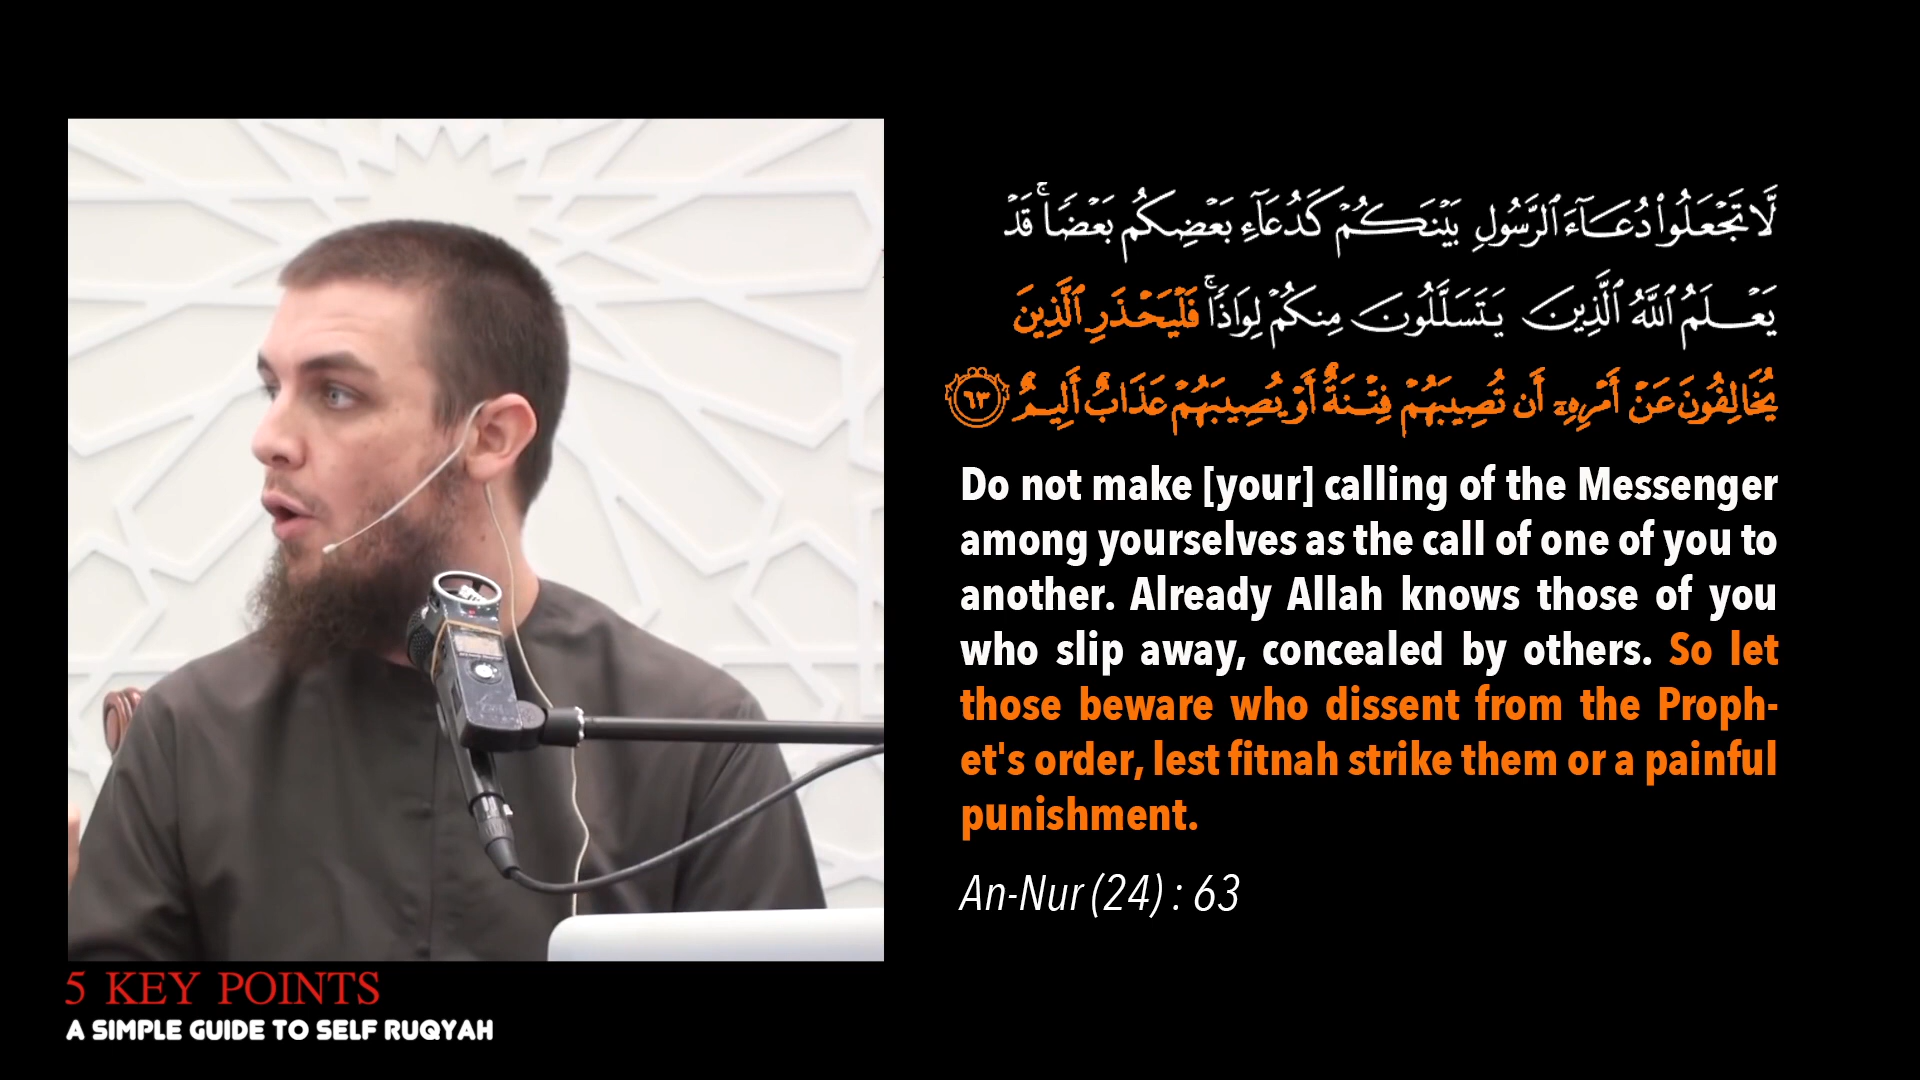 لَّا تَجْعَلُوا۟ دُعَآءَ ٱلرَّسُولِ بَيْنَكُمْ كَدُعَآءِ بَعْضِكُم بَعْضًا ۚ قَدْ
يَعْلَمُ ٱللَّهُ ٱلَّذِينَ يَتَسَلَّلُونَ مِنكُمْ لِوَاذًا ۚ فَلْيَحْذَرِ ٱلَّذِينَ
يُخَالِفُونَ عَنْ أَمْرِهِۦٓ أَن تُصِيبَهُمْ فِتْنَةٌ أَوْ يُصِيبَهُمْ عَذَابٌ أَلِيمٌ ٦٣
Do not make [your] calling of the Messenger
among yourselves as the call of one of you to
another. Already Allah knows those of you
who slip away, concealed by others. So let
those beware who dissent from the Proph-
et's order, lest fitnah strike them or a painful
punishment.
An-Nur (24) : 63
5 KEY POINTS
A SIMPLE GUIDE TO SELF RUQYAH